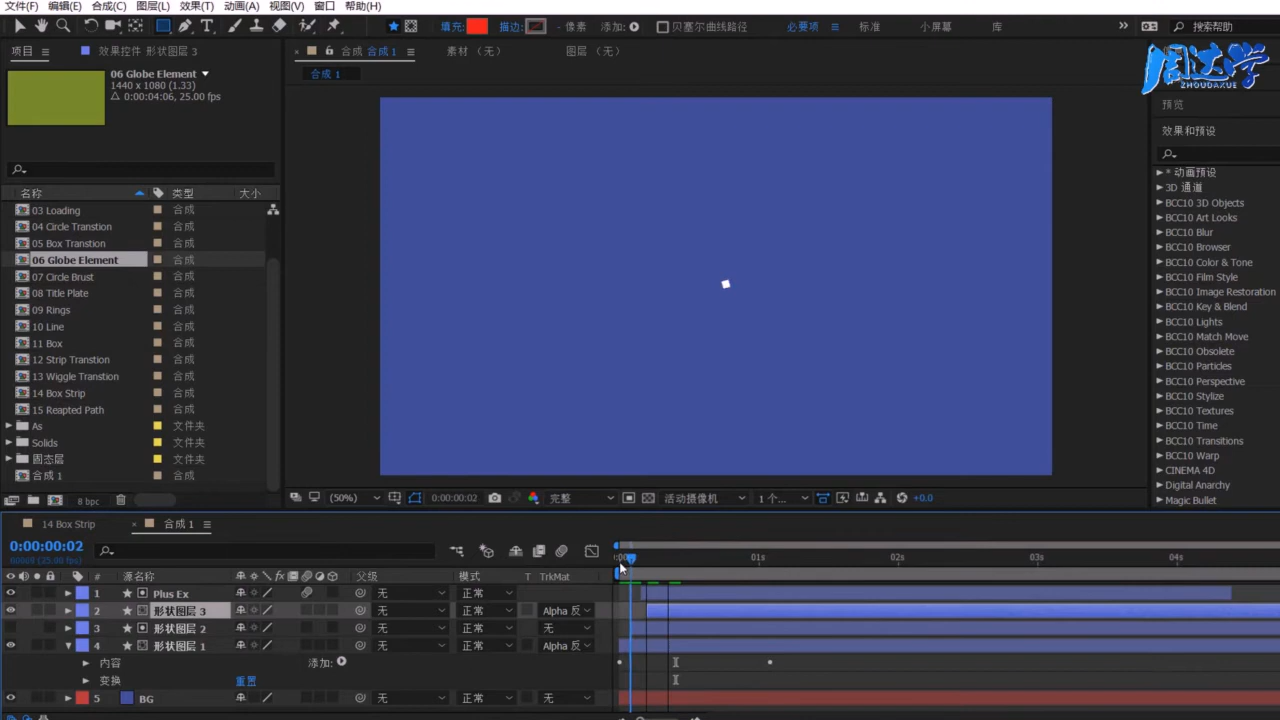 文件(F) 编辑(E) 合成(C) 图层(L) 效果(T) 动画(A) 视图(V) 窗口 帮助(H)
填充: 描边: - 像素 添加: 贝塞尔曲线路径 必要项 标准 小屏幕 库 搜索帮助
项目 效果控件 形状图层 3 合成 合成 1 素材 (无) 图层 (无)
周达学
ZHOUDAXUE
06 Globe Element
1440 x 1080 (1.33)
Δ 0:00:04:06, 25.00 fps
合成 1
预览
效果和预设
名称 类型 大小
03 Loading 合成
04 Circle Transtion 合成
05 Box Transtion 合成
06 Globe Element 合成
07 Circle Brust 合成
08 Title Plate 合成
09 Rings 合成
10 Line 合成
11 Box 合成
12 Strip Transtion 合成
13 Wiggle Transtion 合成
14 Box Strip 合成
15 Reapted Path 合成
As 文件夹
Solids 文件夹
固态层 文件夹
合成 1 合成
* 动画预设
3D 通道
BCC10 3D Objects
BCC10 Art Looks
BCC10 Blur
BCC10 Browser
BCC10 Color & Tone
BCC10 Film Style
BCC10 Image Restoration
BCC10 Key & Blend
BCC10 Lights
BCC10 Match Move
BCC10 Obsolete
BCC10 Particles
BCC10 Perspective
BCC10 Stylize
BCC10 Textures
BCC10 Time
BCC10 Transitions
BCC10 Warp
CINEMA 4D
Digital Anarchy
Magic Bullet
8 bpc
(50%) 0:00:00:02 完整 活动摄像机 1 个... +0.0
14 Box Strip 合成 1
0:00:00:02
00002 (25.00 fps)
01s 02s 03s 04s
# 源名称 父级 模式 T TrkMat
1 Plus Ex 无 正常
2 形状图层 3 无 正常 Alpha 反
3 形状图层 2 无 正常 无
4 形状图层 1 无 正常 Alpha 反
内容 添加:
变换 重置
5 BG 无 正常 无